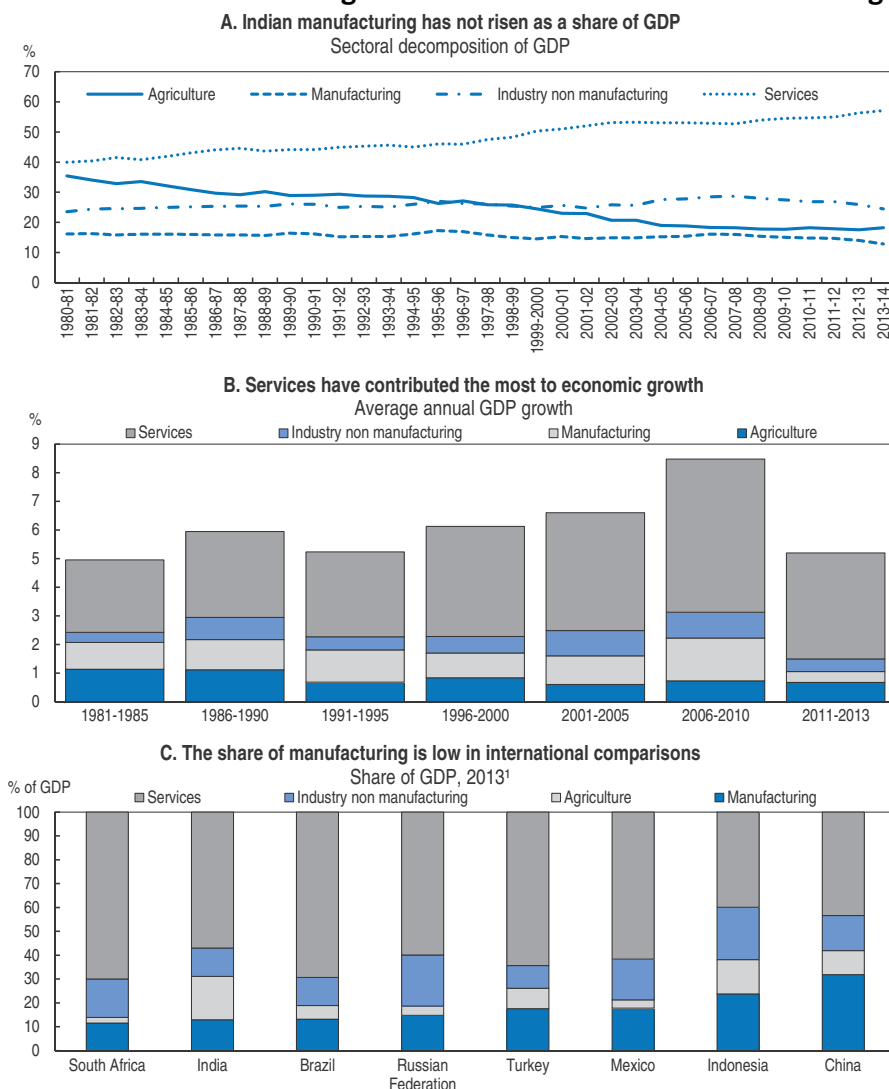 A. Indian manufacturing has not risen as a share of GDP
Sectoral decomposition of GDP
%
70
60
50
40
30
20
10
0
Agriculture
Manufacturing
Industry non manufacturing
Services
1980-81
1981-82
1982-83
1983-84
1984-85
1985-86
1986-87
1987-88
1988-89
1989-90
1990-91
1991-92
1992-93
1993-94
1994-95
1995-96
1996-97
1997-98
1998-99
1999-2000
2000-01
2001-02
2002-03
2003-04
2004-05
2005-06
2006-07
2007-08
2008-09
2009-10
2010-11
2011-12
2012-13
2013-14
B. Services have contributed the most to economic growth
Average annual GDP growth
%
Services
Industry non manufacturing
Manufacturing
Agriculture
9
8
7
6
5
4
3
2
1
0
1981-1985
1986-1990
1991-1995
1996-2000
2001-2005
2006-2010
2011-2013
C. The share of manufacturing is low in international comparisons
Share of GDP, 2013¹
% of GDP
Services
Industry non manufacturing
Agriculture
Manufacturing
100
90
80
70
60
50
40
30
20
10
0
South Africa
India
Brazil
Russian
Federation
Turkey
Mexico
Indonesia
China